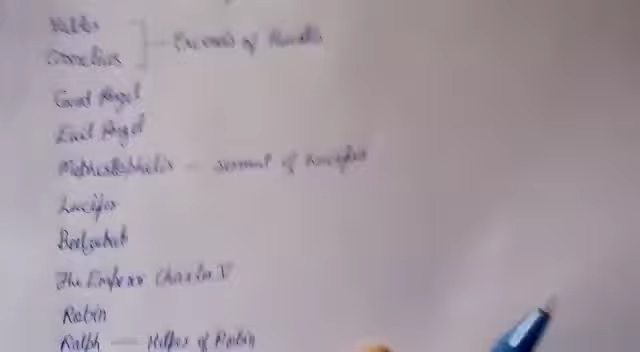 Valdes
Cornelius — Friends of Faustus
Good Angel
Evil Angel
Mephistophilis — servant of Lucifer
Lucifer
Beelzebub
The Emperor Charles V
Robin
Ralph — Helper of Robin